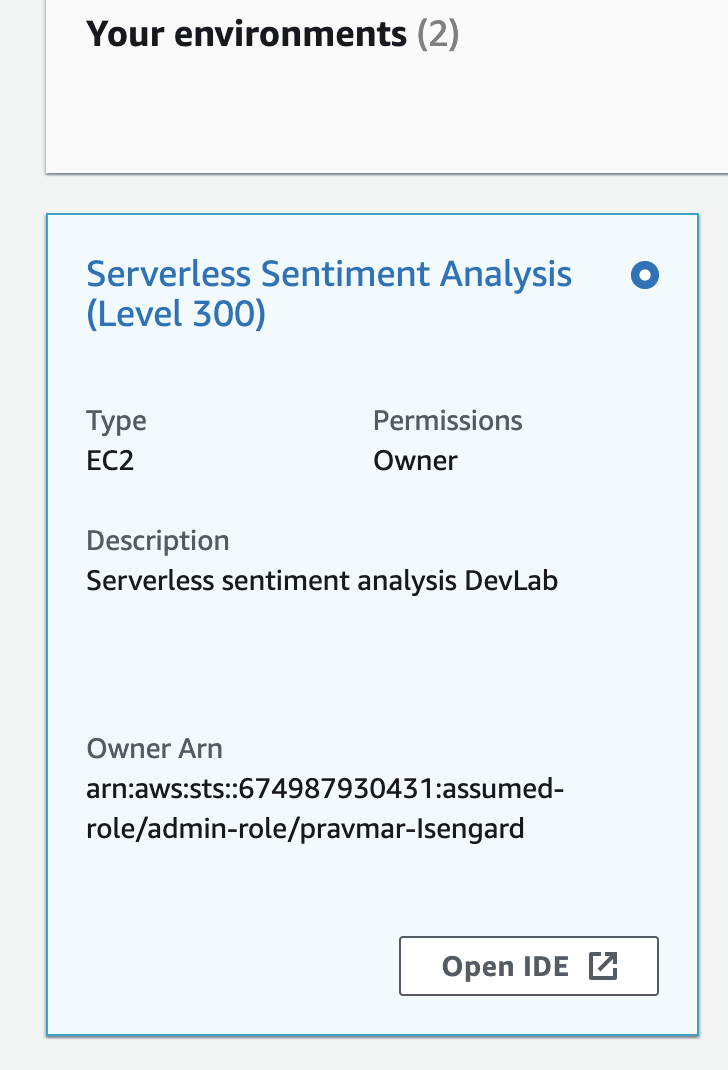 Your environments (2)
Serverless Sentiment Analysis
(Level 300)
Type
EC2
Permissions
Owner
Description
Serverless sentiment analysis DevLab
Owner Arn
arn:aws:sts::674987930431:assumed-
role/admin-role/pravmar-Isengard
Open IDE